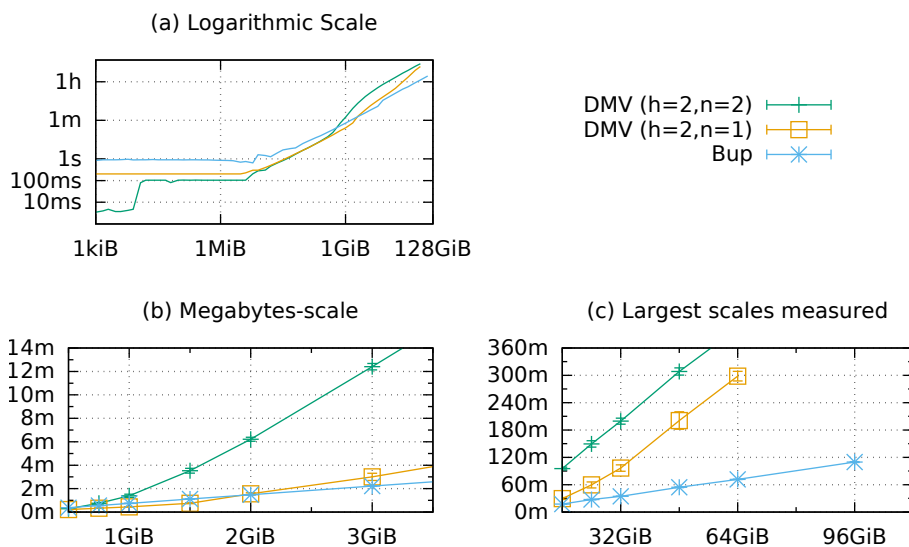 (a) Logarithmic Scale
1h
1m
1s
100ms
10ms
1kiB 1MiB 1GiB 128GiB
DMV (h=2,n=2)
DMV (h=2,n=1)
Bup
(b) Megabytes-scale
14m
12m
10m
8m
6m
4m
2m
0m
1GiB 2GiB 3GiB
(c) Largest scales measured
360m
300m
240m
180m
120m
60m
0m
32GiB 64GiB 96GiB